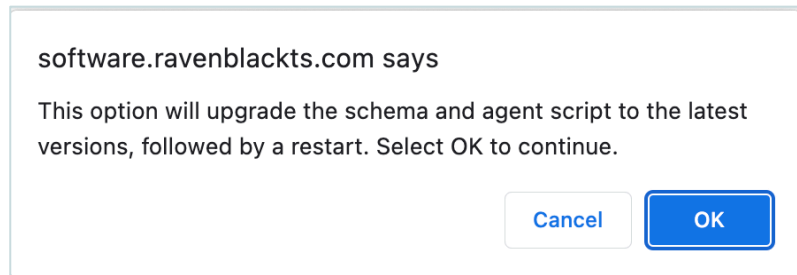 software.ravenblackts.com says
This option will upgrade the schema and agent script to the latest
versions, followed by a restart. Select OK to continue.
Cancel
OK